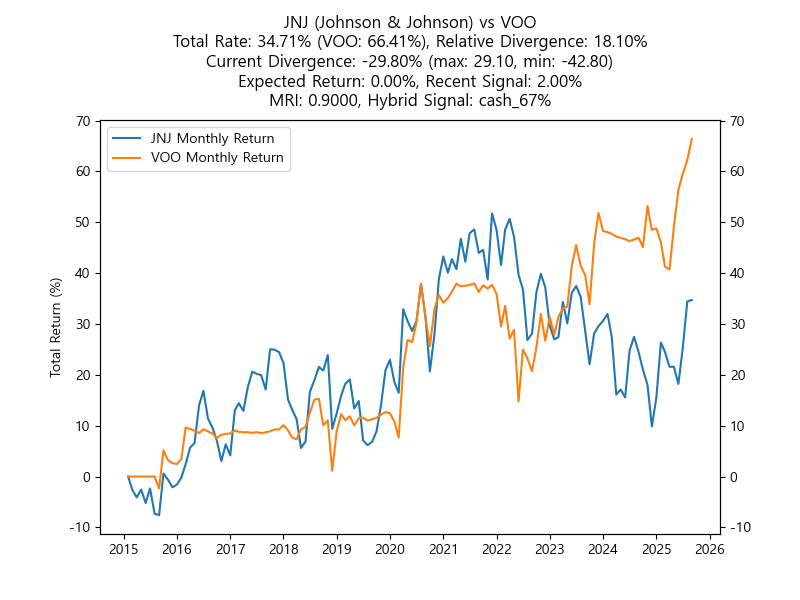 JNJ (Johnson & Johnson) vs VOO
Total Rate: 34.71% (VOO: 66.41%), Relative Divergence: 18.10%
Current Divergence: -29.80% (max: 29.10, min: -42.80)
Expected Return: 0.00%, Recent Signal: 2.00%
MRI: 0.9000, Hybrid Signal: cash_67%
JNJ Monthly Return
VOO Monthly Return
Total Return (%)
70
60
50
40
30
20
10
0
-10
70
60
50
40
30
20
10
0
-10
2015 2016 2017 2018 2019 2020 2021 2022 2023 2024 2025 2026